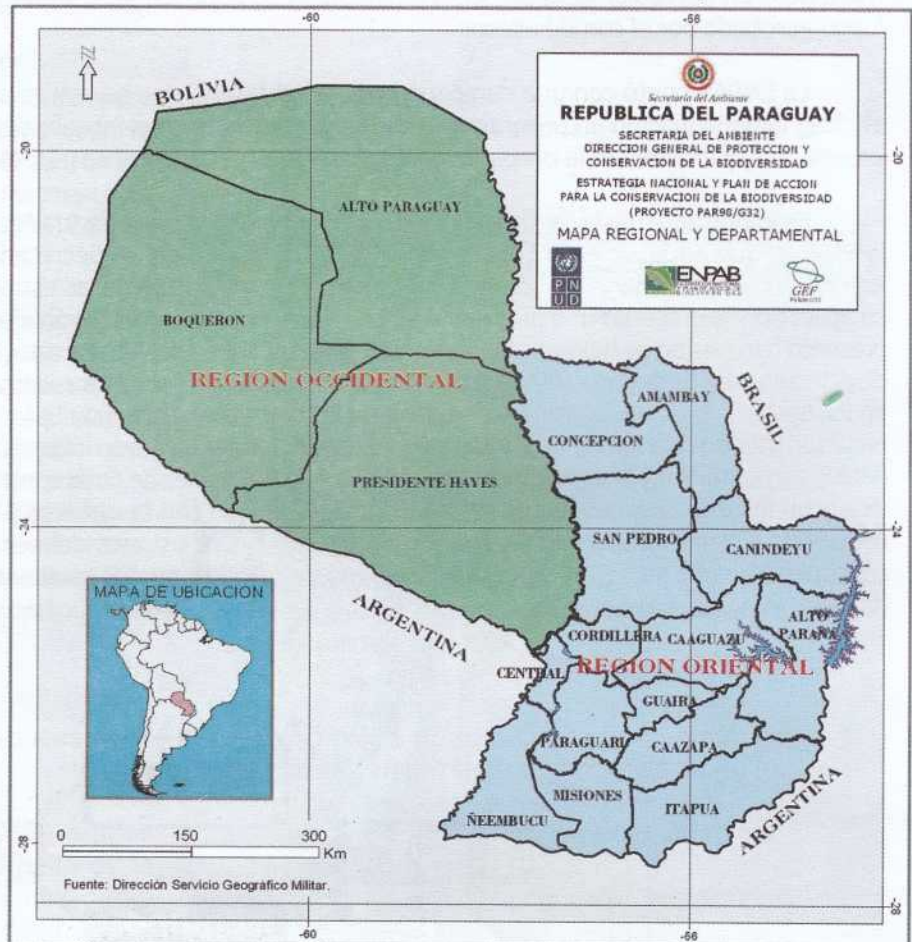 -60
-56
Secretaría del Ambiente
REPUBLICA DEL PARAGUAY
SECRETARIA DEL AMBIENTE
DIRECCION GENERAL DE PROTECCION Y
CONSERVACION DE LA BIODIVERSIDAD
ESTRATEGIA NACIONAL Y PLAN DE ACCION
PARA LA CONSERVACION DE LA BIODIVERSIDAD
(PROYECTO PAR98/G32)
MAPA REGIONAL Y DEPARTAMENTAL
PNUD
ENPAB
GEF
N
BOLIVIA
-20
-20
ALTO PARAGUAY
BOQUERON
REGION OCCIDENTAL
AMAMBAY
BRASIL
CONCEPCION
PRESIDENTE HAYES
-24
-24
SAN PEDRO
CANINDEYU
MAPA DE UBICACION
ARGENTINA
ALTO
PARANA
CORDILLERA
CAAGUAZU
CENTRAL
REGION ORIENTAL
GUAIRA
PARAGUARI
CAAZAPA
MISIONES
ITAPUA
ÑEEMBUCU
ARGENTINA
0
150
300
Km
-28
-28
Fuente: Dirección Servicio Geográfico Militar.
-60
-56